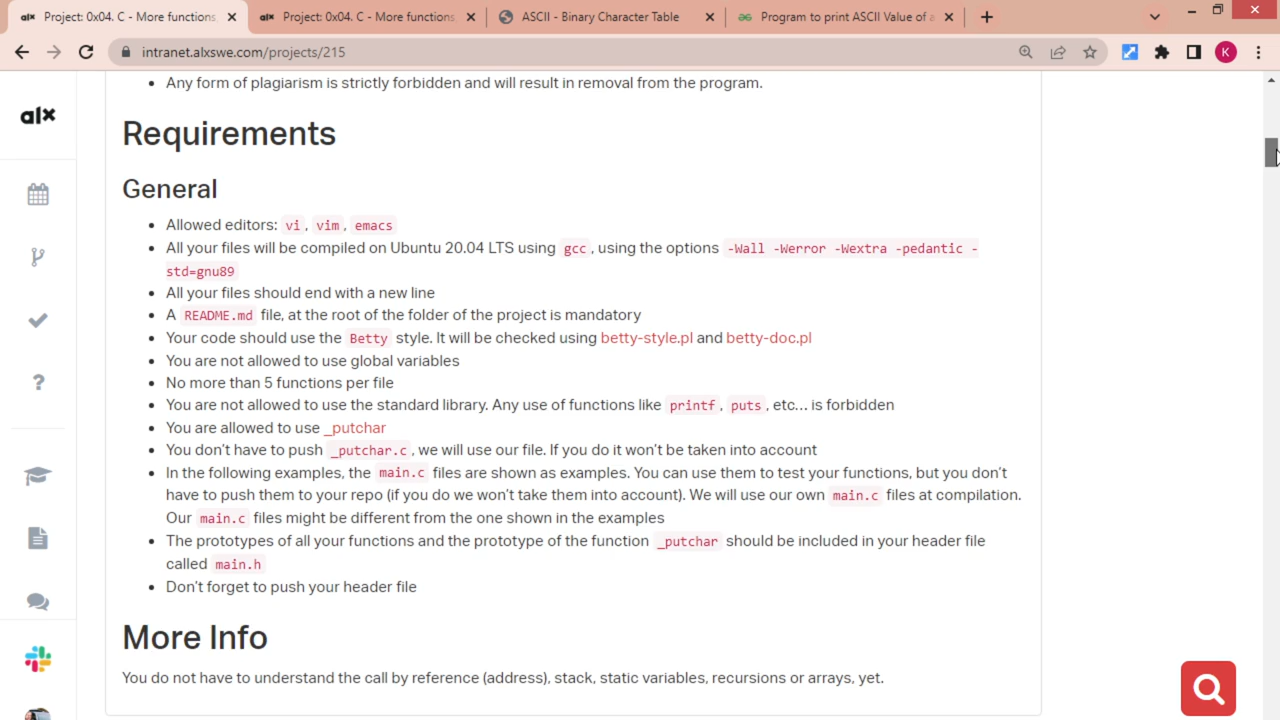 Project: 0x04. C - More functions,
Project: 0x04. C - More functions,
ASCII - Binary Character Table
Program to print ASCII Value of a
intranet.alxswe.com/projects/215
K
alx
• Any form of plagiarism is strictly forbidden and will result in removal from the program.
Requirements
General
• Allowed editors: vi, vim, emacs
• All your files will be compiled on Ubuntu 20.04 LTS using gcc, using the options -Wall -Werror -Wextra -pedantic -
std=gnu89
• All your files should end with a new line
• A README.md file, at the root of the folder of the project is mandatory
• Your code should use the Betty style. It will be checked using betty-style.pl and betty-doc.pl
• You are not allowed to use global variables
• No more than 5 functions per file
• You are not allowed to use the standard library. Any use of functions like printf, puts, etc… is forbidden
• You are allowed to use _putchar
• You don’t have to push _putchar.c, we will use our file. If you do it won’t be taken into account
• In the following examples, the main.c files are shown as examples. You can use them to test your functions, but you don’t
have to push them to your repo (if you do we won’t take them into account). We will use our own main.c files at compilation.
Our main.c files might be different from the one shown in the examples
• The prototypes of all your functions and the prototype of the function _putchar should be included in your header file
called main.h
• Don’t forget to push your header file
More Info
You do not have to understand the call by reference (address), stack, static variables, recursions or arrays, yet.